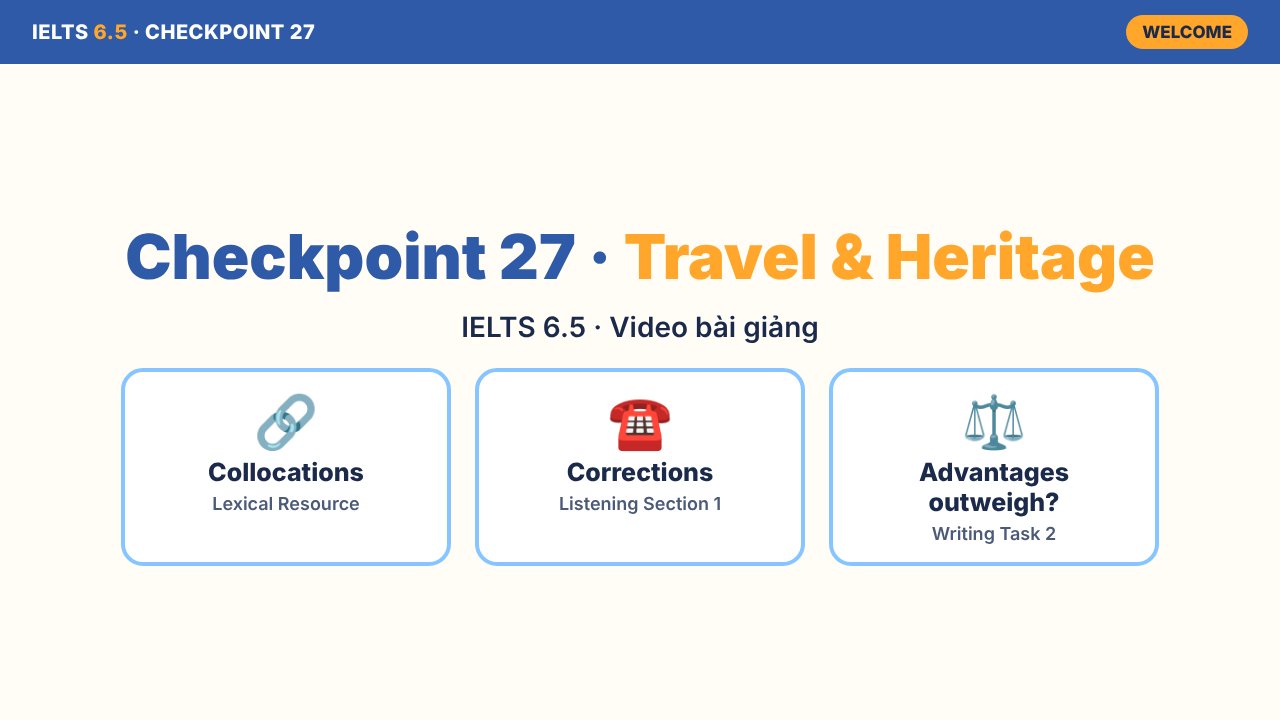 IELTS 6.5 · CHECKPOINT 27
WELCOME
Checkpoint 27 · Travel & Heritage
IELTS 6.5 · Video bài giảng
Collocations
Lexical Resource
Corrections
Listening Section 1
Advantages
outweigh?
Writing Task 2